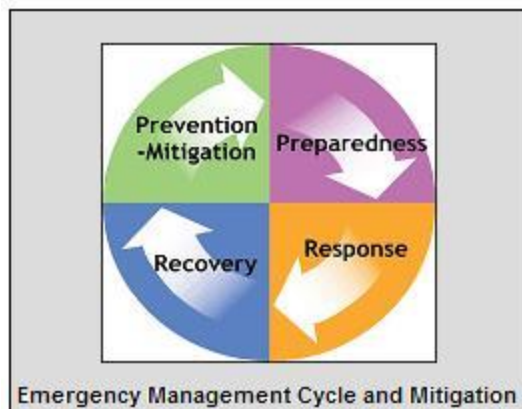 Prevention
-Mitigation
Preparedness
Recovery
Response
Emergency Management Cycle and Mitigation